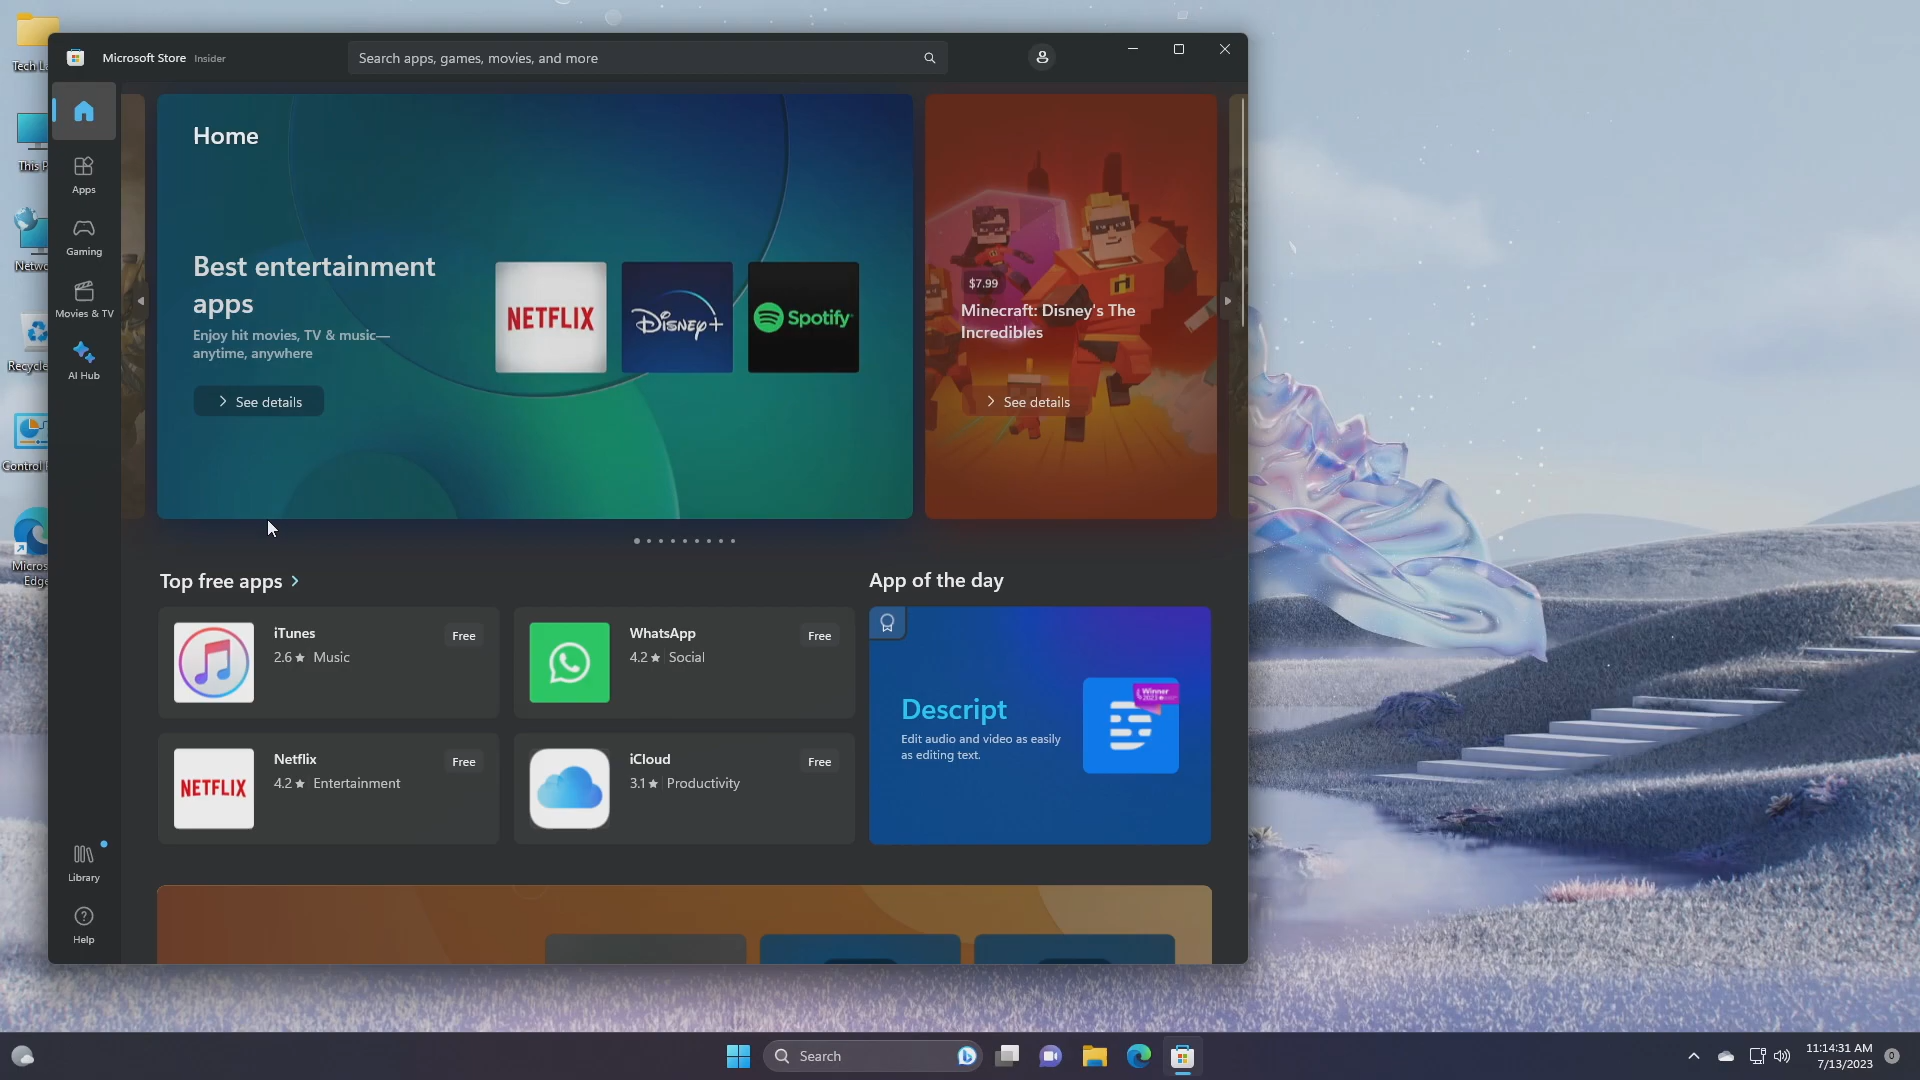 Tech La
This P
Netwo
Recycle
Control
Micros
Edge
Microsoft Store Insider
Search apps, games, movies, and more
Apps
Gaming
Movies & TV
AI Hub
Library
Help
Home
Best entertainment
apps
Enjoy hit movies, TV & music—
anytime, anywhere
See details
NETFLIX
Disney+
Spotify
$7.99
Minecraft: Disney's The
Incredibles
See details
Top free apps
iTunes
Free
2.6 ★ Music
WhatsApp
Free
4.2 ★ Social
NETFLIX
Netflix
Free
4.2 ★ Entertainment
iCloud
Free
3.1 ★ Productivity
App of the day
Descript
Edit audio and video as easily
as editing text.
Winner
2023
Search
11:14:31 AM
7/13/2023
0